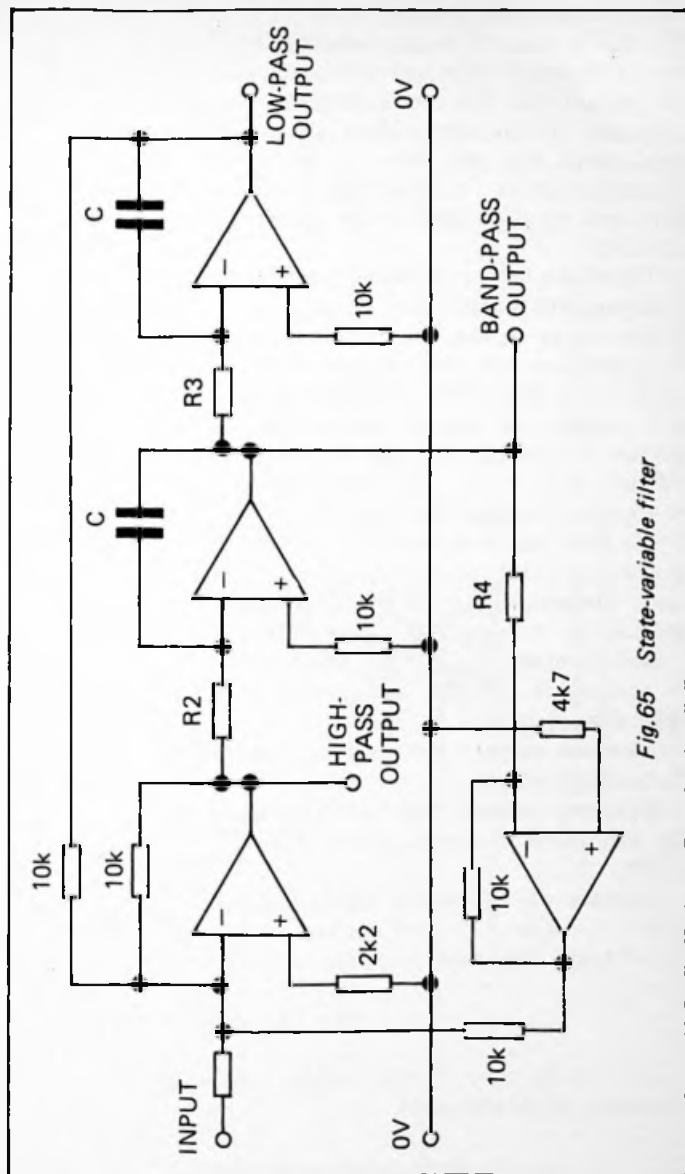 10k
10k
C
C
INPUT
2k2
HIGH-
PASS
OUTPUT
R2
10k
R3
10k
LOW-PASS
OUTPUT
0V
0V
10k
10k
4k7
R4
BAND-PASS
OUTPUT
Fig.65 State-variable filter